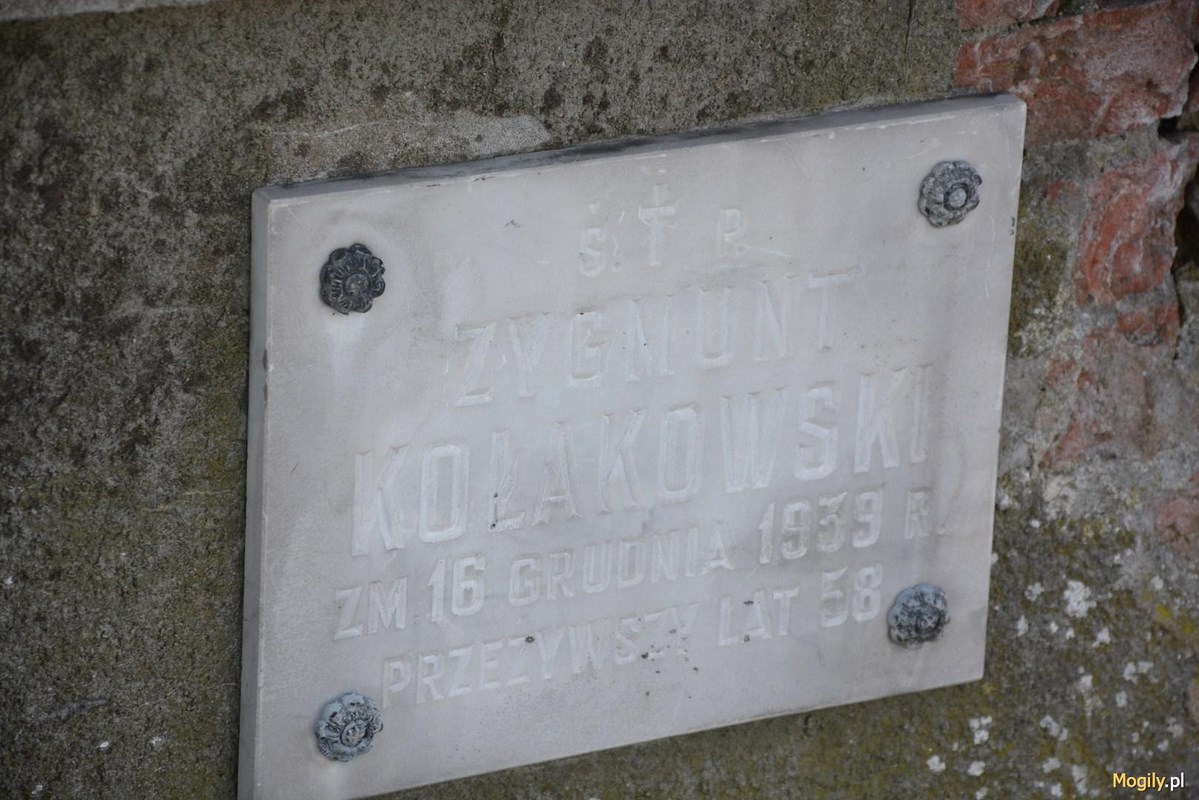 Ś. † P.
ZYGMUNT
KOŁAKOWSKI
ZM 16 GRUDNIA 1939 R.
PRZEŻYWSZY LAT 58
Mogily.pl